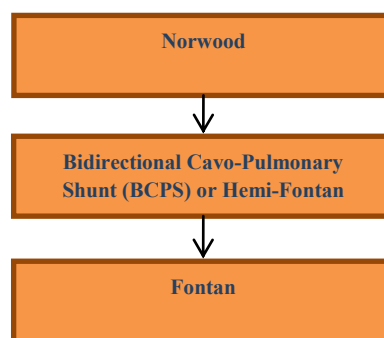 Norwood
Bidirectional Cavo-Pulmonary
Shunt (BCPS) or Hemi-Fontan
Fontan